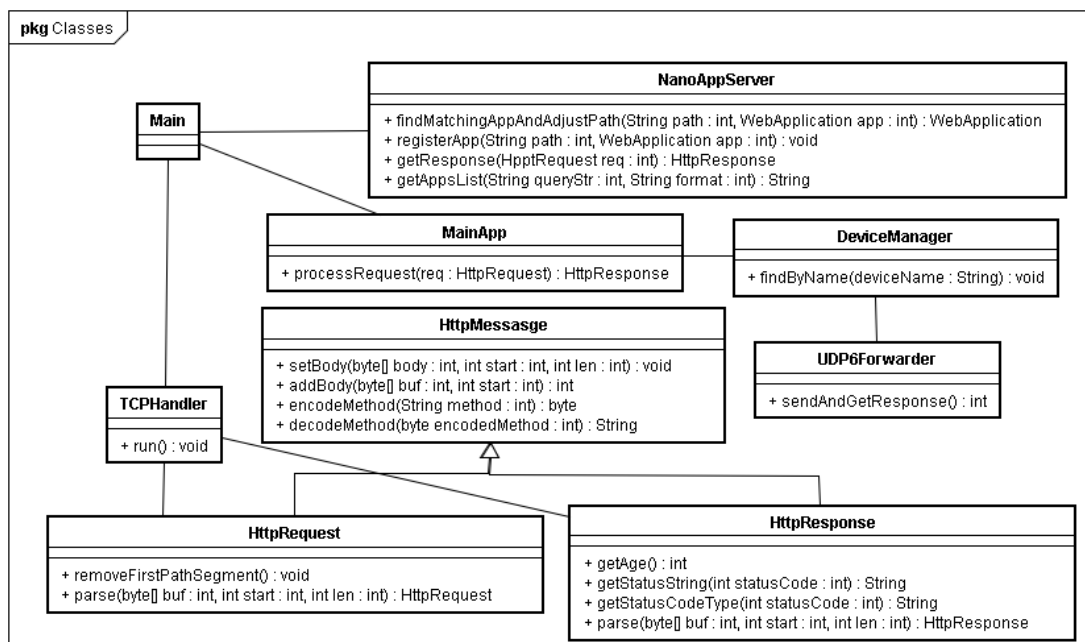 pkg Classes
NanoAppServer
+ findMatchingAppAndAdjustPath(String path : int, WebApplication app : int) : WebApplication
+ registerApp(String path : int, WebApplication app : int) : void
+ getResponse(HpptRequest req : int) : HttpResponse
+ getAppsList(String queryStr : int, String format : int) : String
Main
MainApp
+ processRequest(req : HttpRequest) : HttpResponse
DeviceManager
+ findByName(deviceName : String) : void
HttpMessasge
+ setBody(byte[] body : int, int start : int, int len : int) : void
+ addBody(byte[] buf : int, int start : int) : int
+ encodeMethod(String method : int) : byte
+ decodeMethod(byte encodedMethod : int) : String
UDP6Forwarder
+ sendAndGetResponse() : int
TCPHandler
+ run() : void
HttpRequest
+ removeFirstPathSegment() : void
+ parse(byte[] buf : int, int start : int, int len : int) : HttpRequest
HttpResponse
+ getAge() : int
+ getStatusString(int statusCode : int) : String
+ getStatusCodeType(int statusCode : int) : String
+ parse(byte[] buf : int, int start : int, int len : int) : HttpResponse